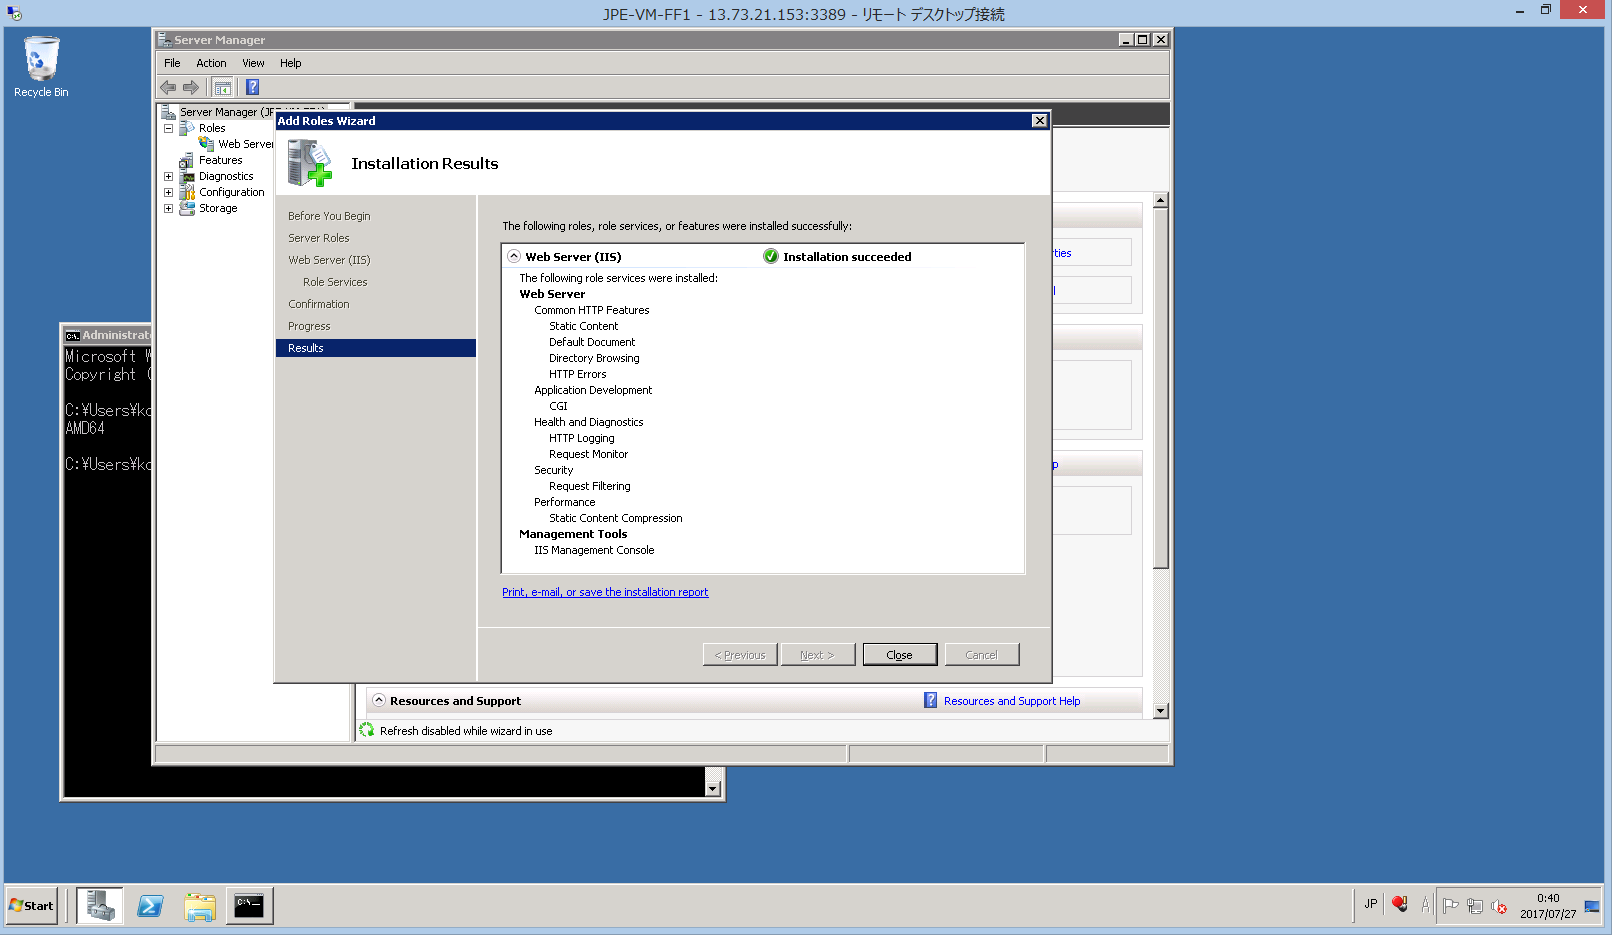 JPE-VM-FF1 - 13.73.21.153:3389 - リモート デスクトップ接続
Recycle Bin
Server Manager
File Action View Help
Server Manager (JPE-VM-FF1)
Roles
Web Server
Features
Diagnostics
Configuration
Storage
Add Roles Wizard
Installation Results
Before You Begin
Server Roles
Web Server (IIS)
Role Services
Confirmation
Progress
Results
The following roles, role services, or features were installed successfully:
Web Server (IIS)
Installation succeeded
The following role services were installed:
Web Server
Common HTTP Features
Static Content
Default Document
Directory Browsing
HTTP Errors
Application Development
CGI
Health and Diagnostics
HTTP Logging
Request Monitor
Security
Request Filtering
Performance
Static Content Compression
Management Tools
IIS Management Console
Print, e-mail, or save the installation report
< Previous
Next >
Close
Cancel
ties
l
p
Resources and Support
Resources and Support Help
Refresh disabled while wizard in use
Administrato
Microsoft W
Copyright (
C:¥Users¥ko
AMD64
C:¥Users¥ko
Start
JP
A
0:40
2017/07/27